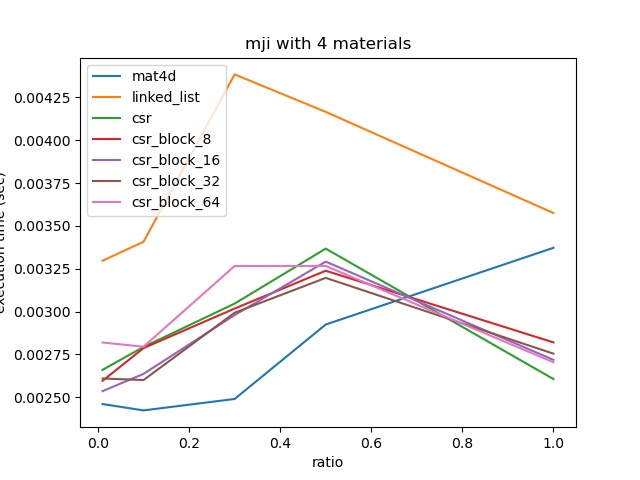 mji with 4 materials
mat4d
linked_list
csr
csr_block_8
csr_block_16
csr_block_32
csr_block_64
0.00425
0.00400
0.00375
0.00350
0.00325
0.00300
0.00275
0.00250
execution time (sec)
0.0
0.2
0.4
0.6
0.8
1.0
ratio